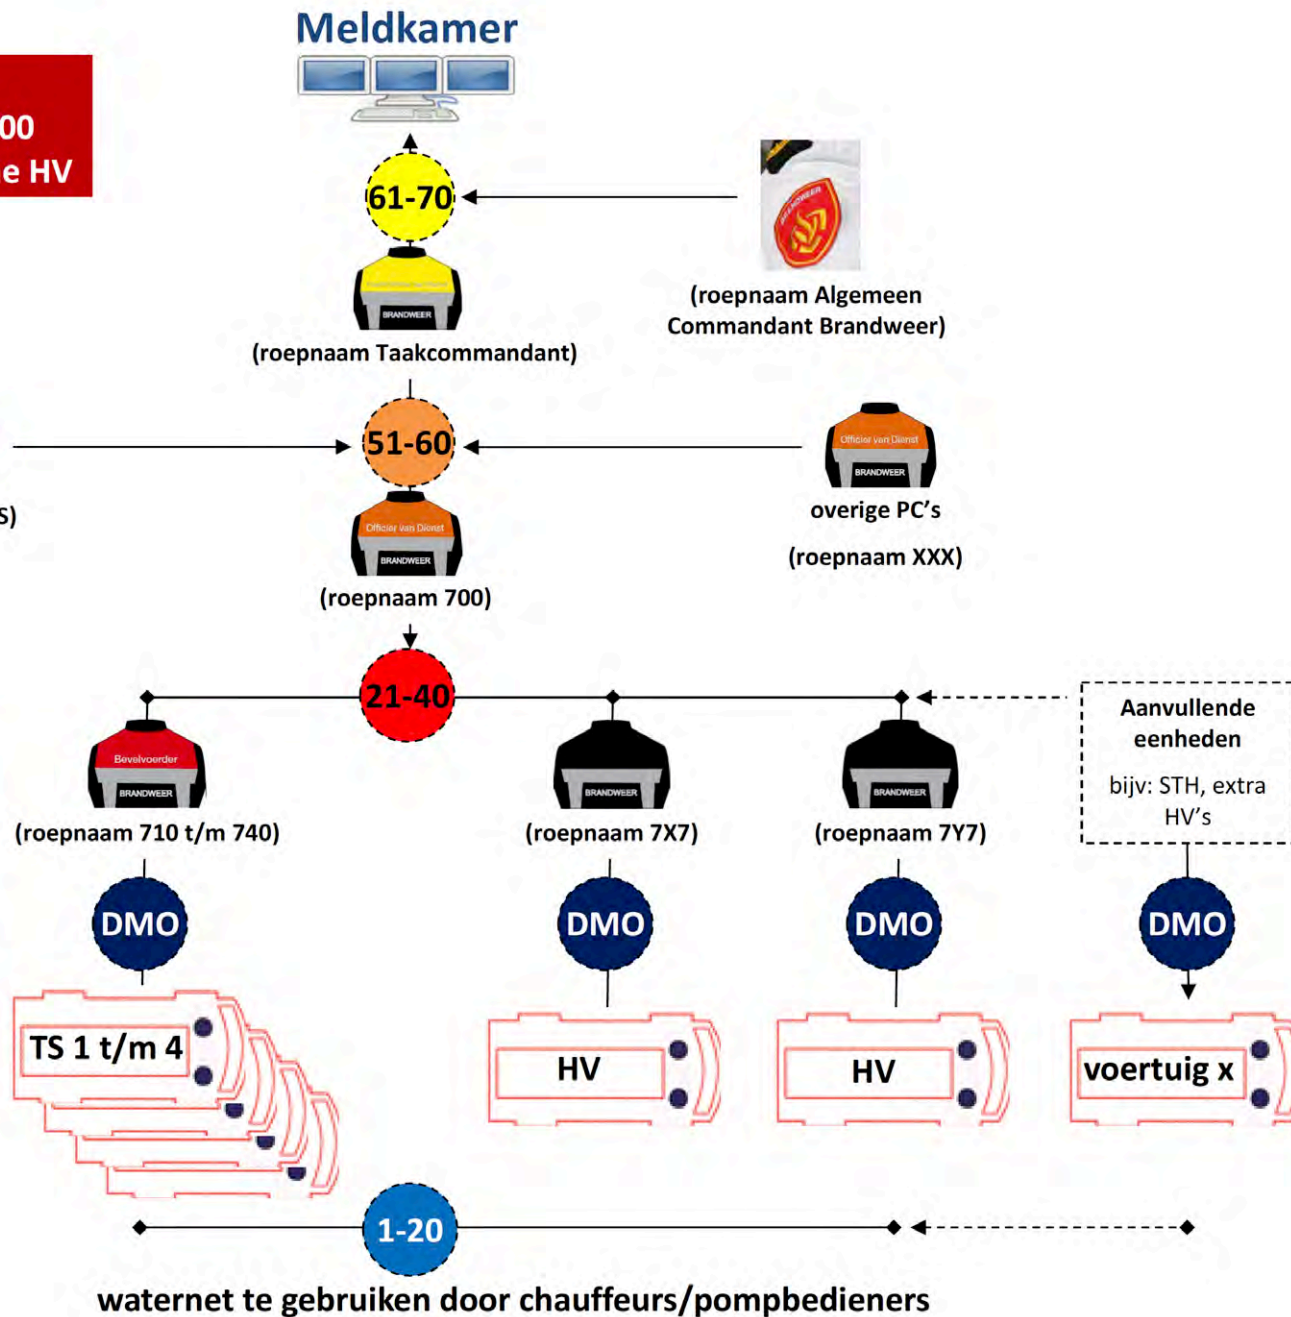 Meldkamer
00
e HV
61-70
BRANDWEER
BRANDWEER
(roepnaam Algemeen
Commandant Brandweer)
(roepnaam Taakcommandant)
51-60
Officier van Dienst
BRANDWEER
overige PC's
(roepnaam XXX)
S)
Officier van Dienst
BRANDWEER
(roepnaam 700)
21-40
Aanvullende
eenheden
bijv: STH, extra
HV's
Bevelvoerder
BRANDWEER
BRANDWEER
BRANDWEER
(roepnaam 710 t/m 740)
(roepnaam 7X7)
(roepnaam 7Y7)
DMO
DMO
DMO
DMO
TS 1 t/m 4
HV
HV
voertuig x
1-20
waternet te gebruiken door chauffeurs/pompbedieners